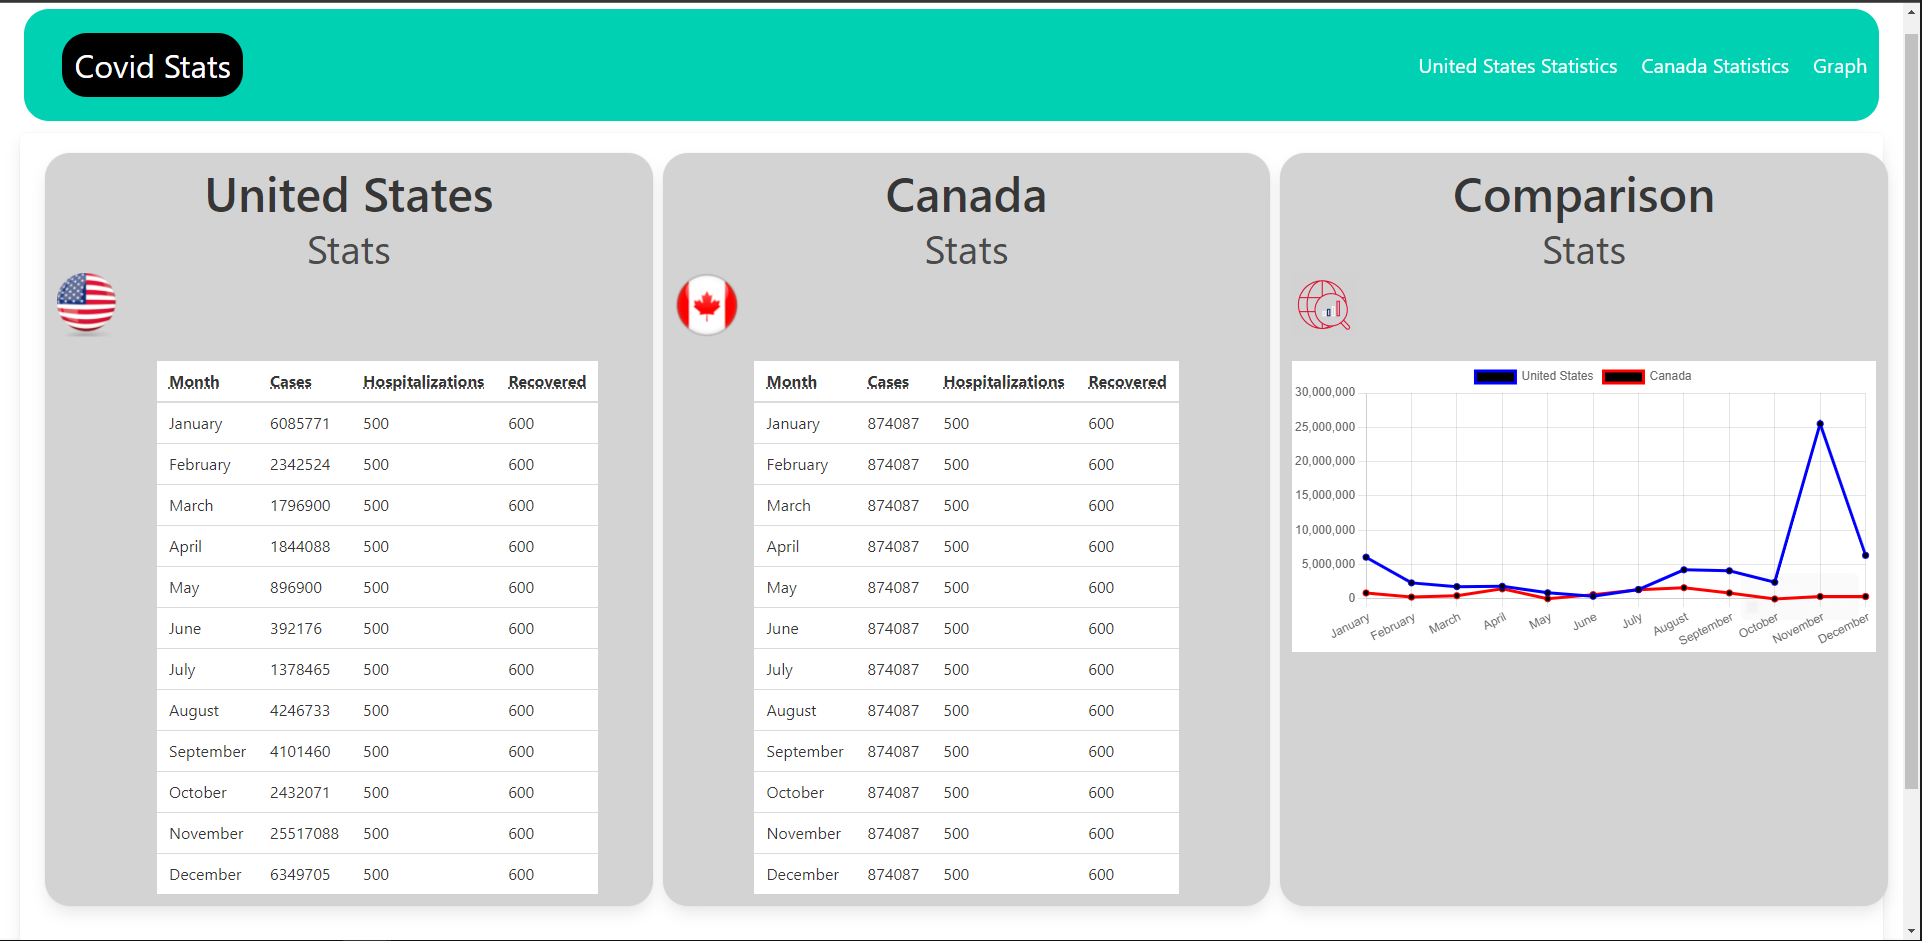 Covid Stats
United States Statistics Canada Statistics Graph
United States
Stats
Month Cases Hospitalizations Recovered
January 6085771 500 600
February 2342524 500 600
March 1796900 500 600
April 1844088 500 600
May 896900 500 600
June 392176 500 600
July 1378465 500 600
August 4246733 500 600
September 4101460 500 600
October 2432071 500 600
November 25517088 500 600
December 6349705 500 600
Canada
Stats
Month Cases Hospitalizations Recovered
January 874087 500 600
February 874087 500 600
March 874087 500 600
April 874087 500 600
May 874087 500 600
June 874087 500 600
July 874087 500 600
August 874087 500 600
September 874087 500 600
October 874087 500 600
November 874087 500 600
December 874087 500 600
Comparison
Stats
United States Canada
30,000,000
25,000,000
20,000,000
15,000,000
10,000,000
5,000,000
0
January February March April May June July August September October November December